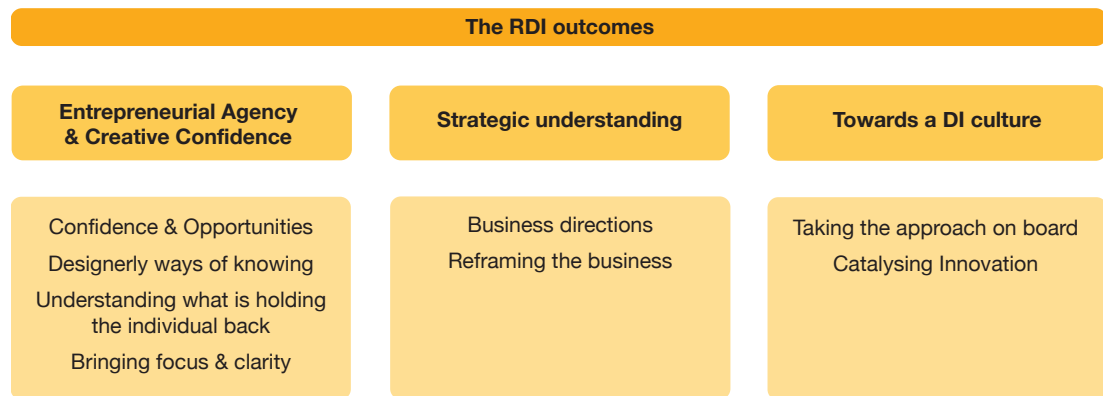 The RDI outcomes
Entrepreneurial Agency
& Creative Confidence
Strategic understanding
Towards a DI culture
Confidence & Opportunities
Designerly ways of knowing
Understanding what is holding
the individual back
Bringing focus & clarity
Business directions
Reframing the business
Taking the approach on board
Catalysing Innovation